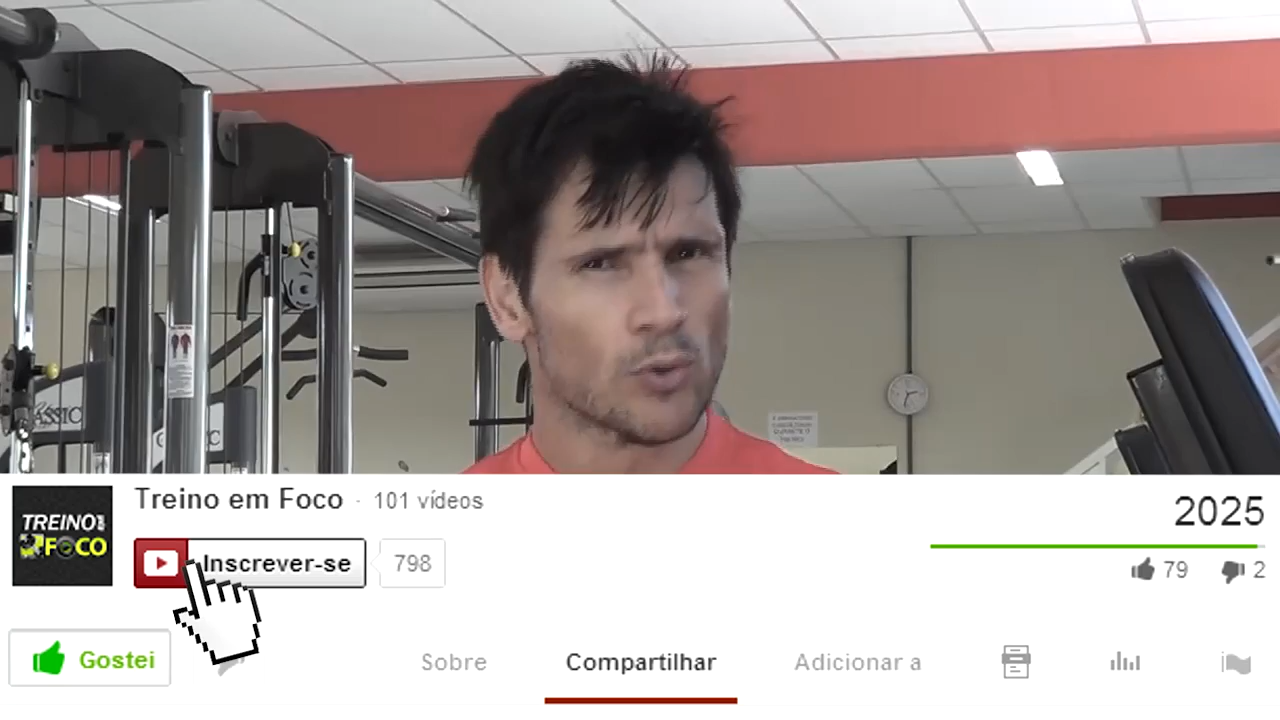 TREINO
FOCO
Treino em Foco · 101 vídeos
Inscrever-se
798
2025
79
2
Gostei
Sobre
Compartilhar
Adicionar a